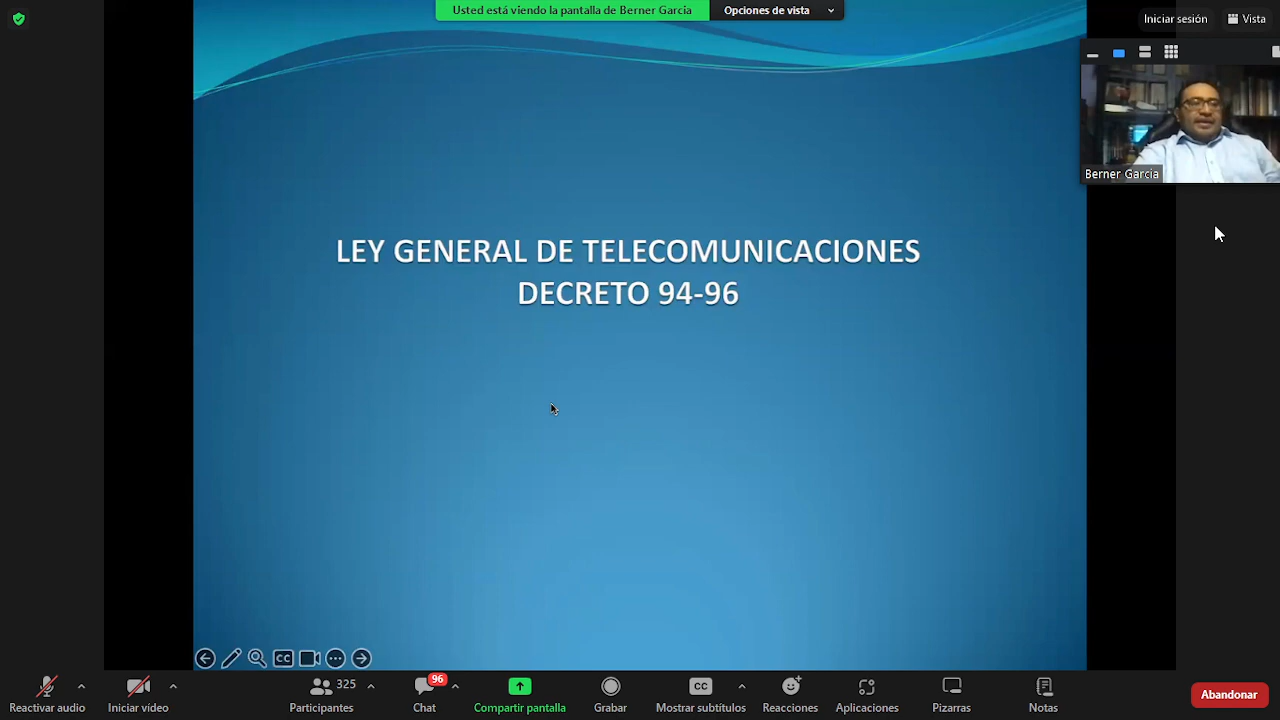 Usted está viendo la pantalla de Berner Garcia
Opciones de vista
Iniciar sesión
Vista
Berner Garcia
LEY GENERAL DE TELECOMUNICACIONES
DECRETO 94-96
CC
Reactivar audio
Iniciar vídeo
325
Participantes
96
Chat
Compartir pantalla
Grabar
CC
Mostrar subtítulos
Reacciones
Aplicaciones
Pizarras
Notas
Abandonar